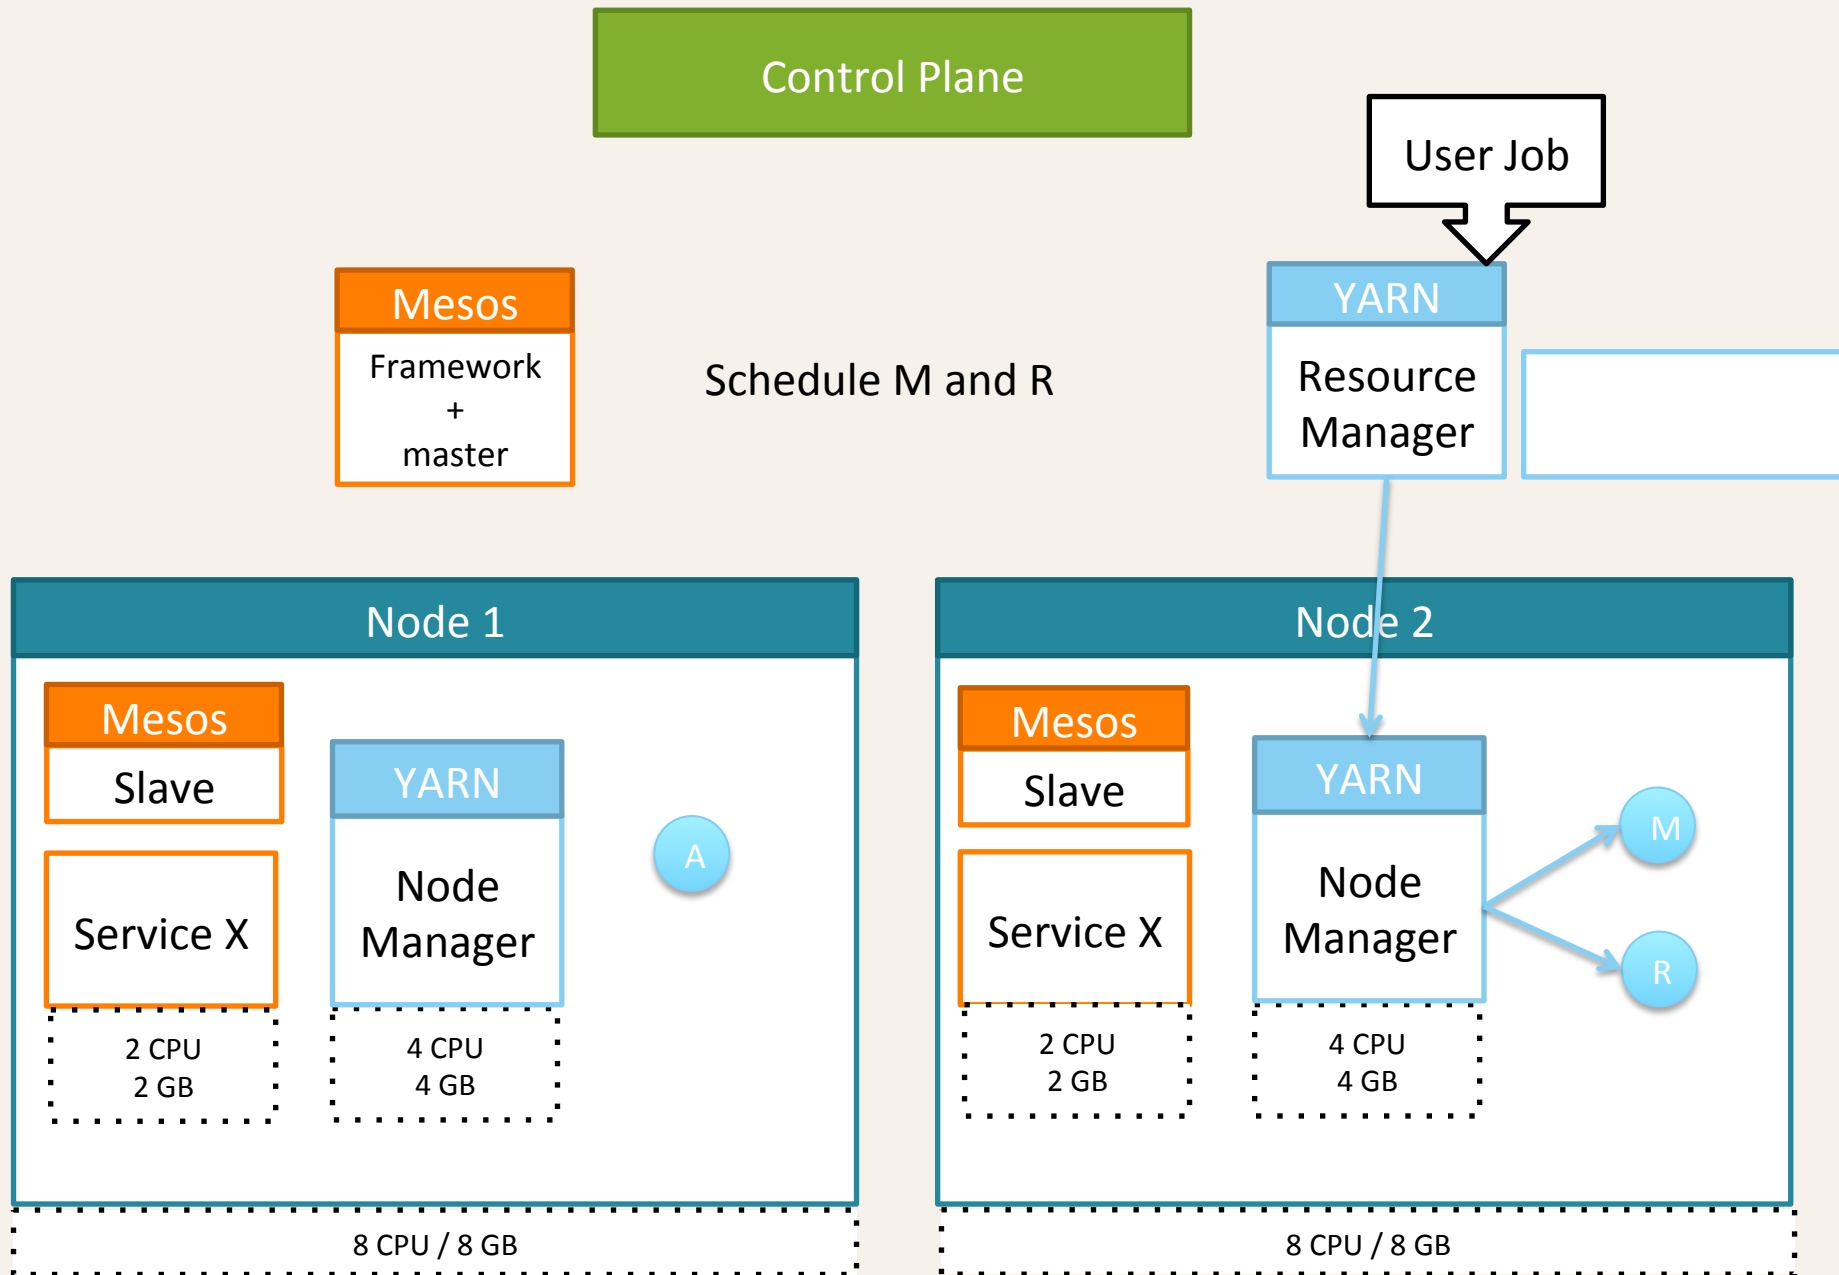 Control Plane
User Job
Mesos
Framework
+
master
Schedule M and R
YARN
Resource
Manager
Node 1
Mesos
Slave
Service X
2 CPU
2 GB
YARN
Node
Manager
4 CPU
4 GB
A
8 CPU / 8 GB
Node 2
Mesos
Slave
Service X
2 CPU
2 GB
YARN
Node
Manager
4 CPU
4 GB
M
R
8 CPU / 8 GB